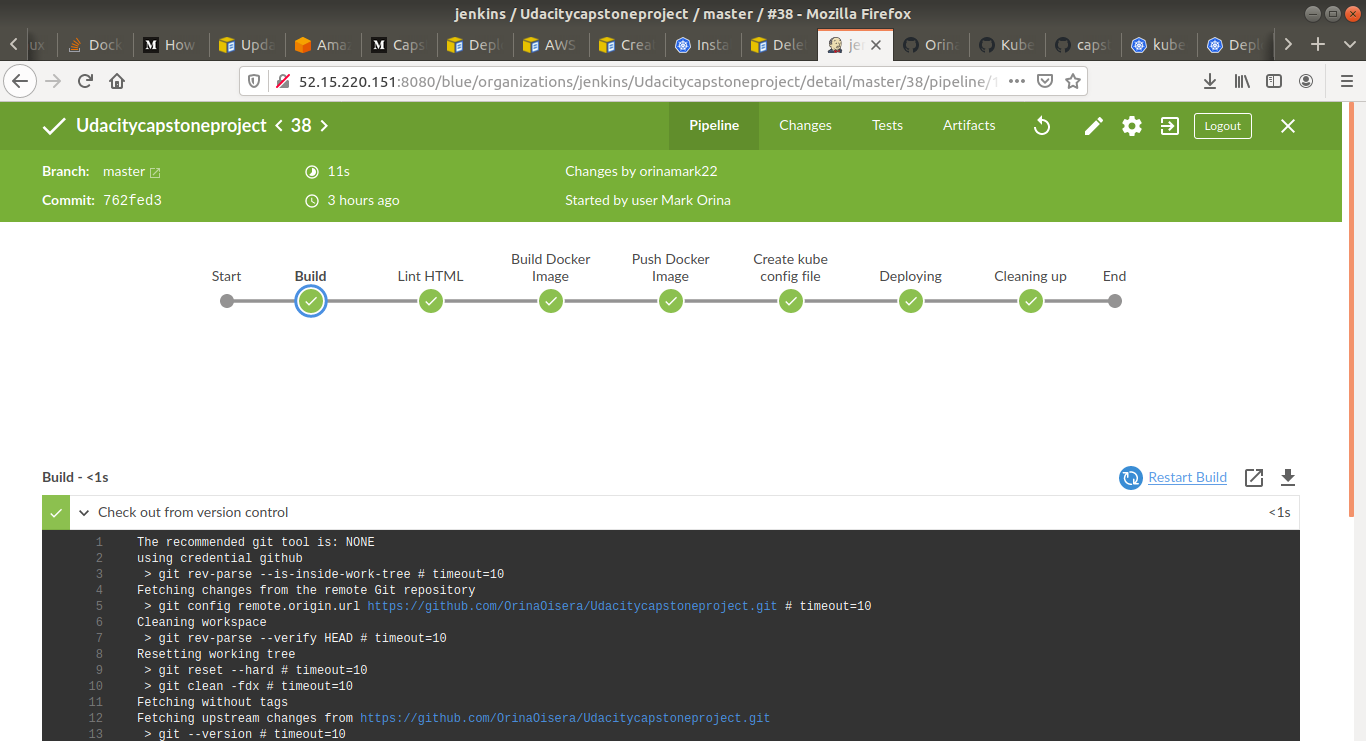 jenkins / Udacitycapstoneproject / master / #38 - Mozilla Firefox
ux Dock M How Upda Ama M Caps Depl AWS Crea Insta Dele je Orin Kube caps kube Depl
52.15.220.151:8080/blue/organizations/jenkins/Udacitycapstoneproject/detail/master/38/pipeline/1
Udacitycapstoneproject < 38 > Pipeline Changes Tests Artifacts Logout
Branch: master 11s Changes by orinamark22
Commit: 762fed3 3 hours ago Started by user Mark Orina
Start Build Lint HTML Build Docker Image Push Docker Image Create kube config file Deploying Cleaning up End
Build - <1s Restart Build
Check out from version control <1s
1 The recommended git tool is: NONE
2 using credential github
3 > git rev-parse --is-inside-work-tree # timeout=10
4 Fetching changes from the remote Git repository
5 > git config remote.origin.url https://github.com/OrinaOisera/Udacitycapstoneproject.git # timeout=10
6 Cleaning workspace
7 > git rev-parse --verify HEAD # timeout=10
8 Resetting working tree
9 > git reset --hard # timeout=10
10 > git clean -fdx # timeout=10
11 Fetching without tags
12 Fetching upstream changes from https://github.com/OrinaOisera/Udacitycapstoneproject.git
13 > git --version # timeout=10